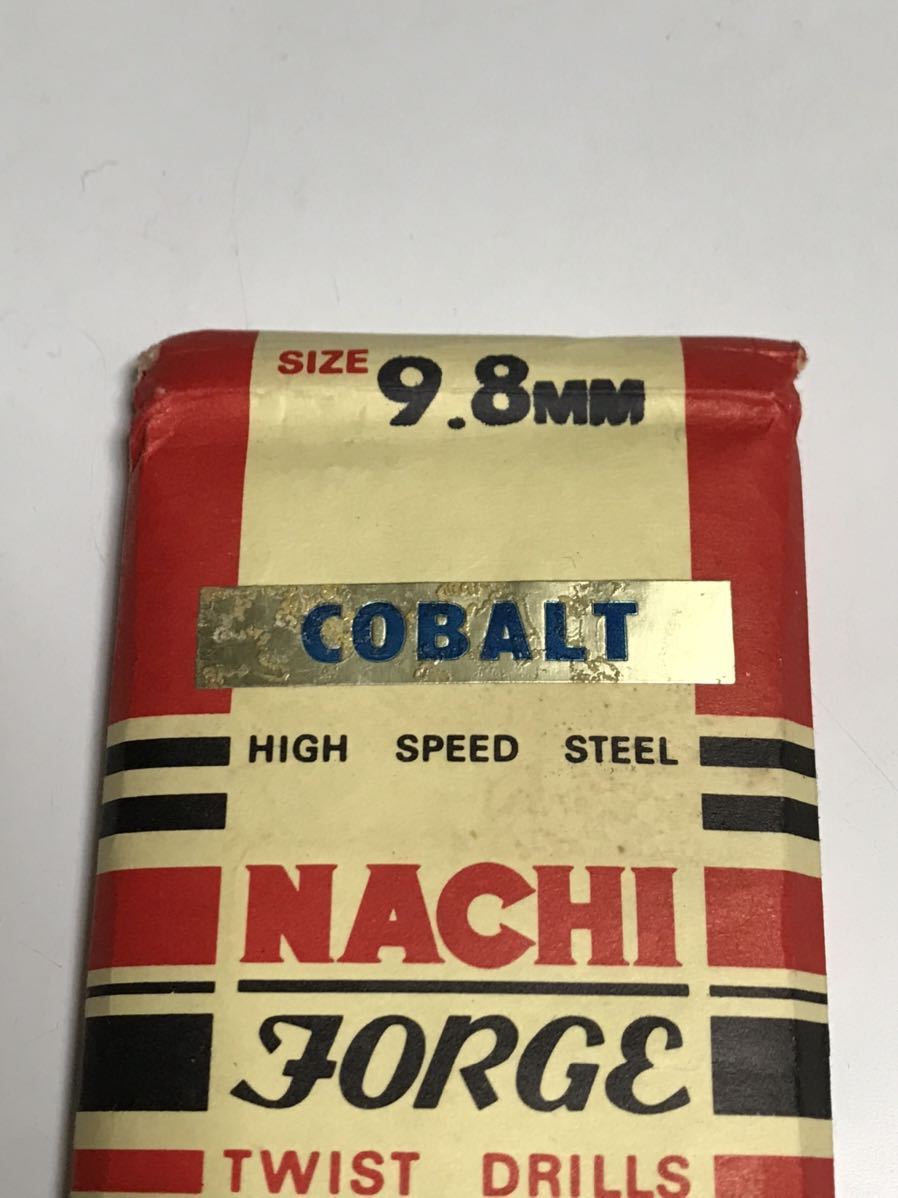 SIZE 9.8MM
COBALT
HIGH SPEED STEEL
NACHI
FORGE
TWIST DRILLS